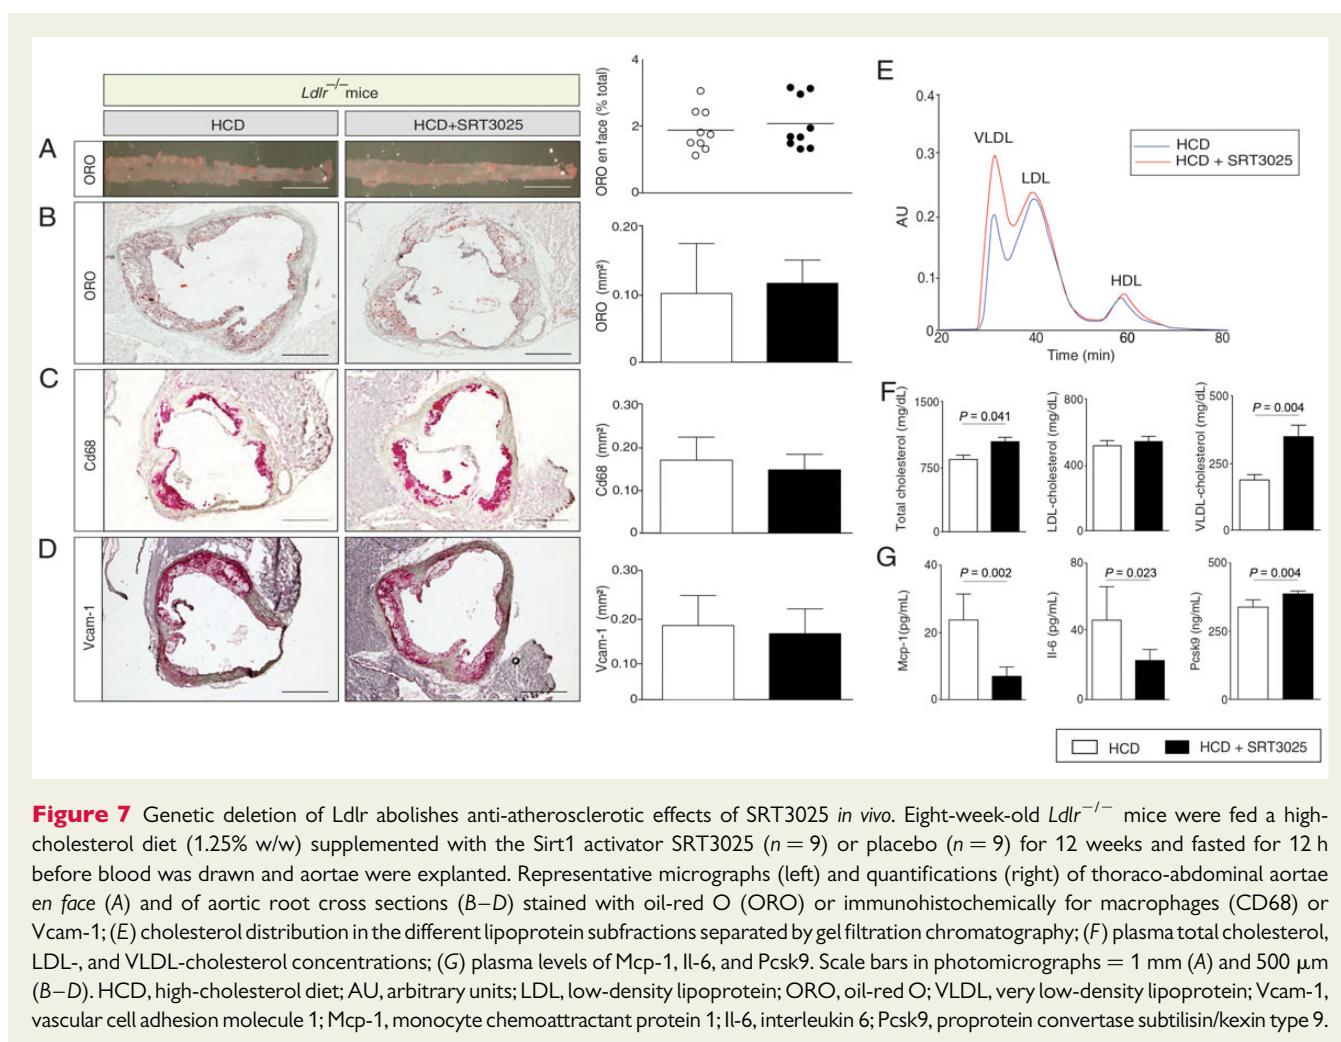 Ldlr−/− mice
HCD
HCD+SRT3025
A
ORO
B
ORO
C
Cd68
D
Vcam-1
ORO en face (% total)
4
2
0
ORO (mm²)
0.20
0.10
0
Cd68 (mm²)
0.30
0.20
0.10
0
Vcam-1 (mm²)
0.30
0.20
0.10
0
E
AU
0.4
0.3
0.2
0.1
0
VLDL
LDL
HDL
HCD
HCD + SRT3025
20
40
60
80
Time (min)
F
Total cholesterol (mg/dL)
1500
750
0
P = 0.041
LDL-cholesterol (mg/dL)
800
400
0
VLDL-cholesterol (mg/dL)
500
250
0
P = 0.004
G
Mcp-1(pg/mL)
40
20
0
P = 0.002
Il-6 (pg/mL)
80
40
0
P = 0.023
Pcsk9 (ng/mL)
500
250
0
P = 0.004
HCD
HCD + SRT3025
Figure 7 Genetic deletion of Ldlr abolishes anti-atherosclerotic effects of SRT3025 in vivo. Eight-week-old Ldlr−/− mice were fed a high-
cholesterol diet (1.25% w/w) supplemented with the Sirt1 activator SRT3025 (n = 9) or placebo (n = 9) for 12 weeks and fasted for 12 h
before blood was drawn and aortae were explanted. Representative micrographs (left) and quantifications (right) of thoraco-abdominal aortae
en face (A) and of aortic root cross sections (B–D) stained with oil-red O (ORO) or immunohistochemically for macrophages (CD68) or
Vcam-1; (E) cholesterol distribution in the different lipoprotein subfractions separated by gel filtration chromatography; (F) plasma total cholesterol,
LDL-, and VLDL-cholesterol concentrations; (G) plasma levels of Mcp-1, Il-6, and Pcsk9. Scale bars in photomicrographs = 1 mm (A) and 500 μm
(B–D). HCD, high-cholesterol diet; AU, arbitrary units; LDL, low-density lipoprotein; ORO, oil-red O; VLDL, very low-density lipoprotein; Vcam-1,
vascular cell adhesion molecule 1; Mcp-1, monocyte chemoattractant protein 1; Il-6, interleukin 6; Pcsk9, proprotein convertase subtilisin/kexin type 9.